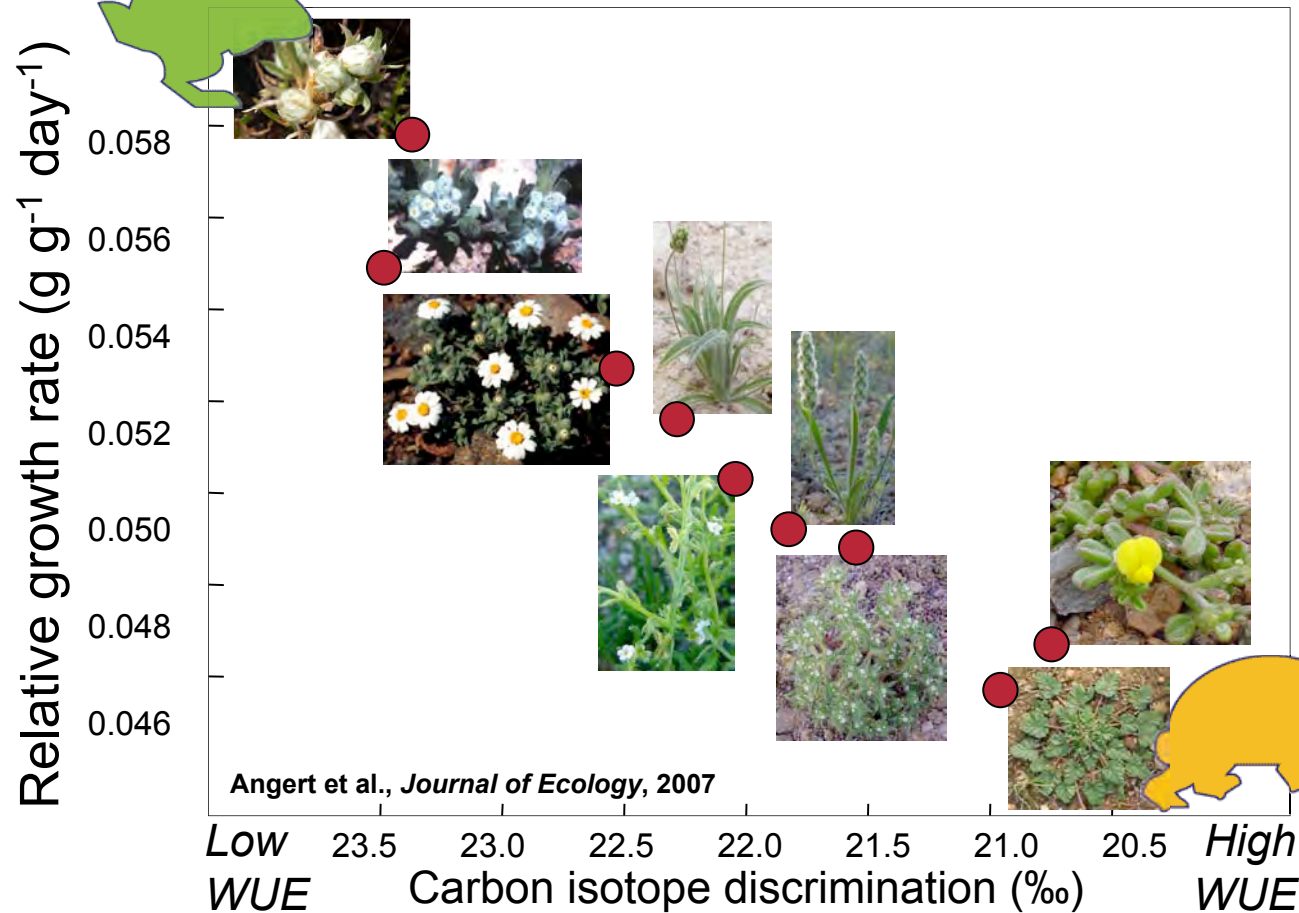 Relative growth rate (g g⁻¹ day⁻¹)
0.058
0.056
0.054
0.052
0.050
0.048
0.046
Angert et al., Journal of Ecology, 2007
Low WUE
23.5
23.0
22.5
22.0
21.5
21.0
20.5
High WUE
Carbon isotope discrimination (‰)